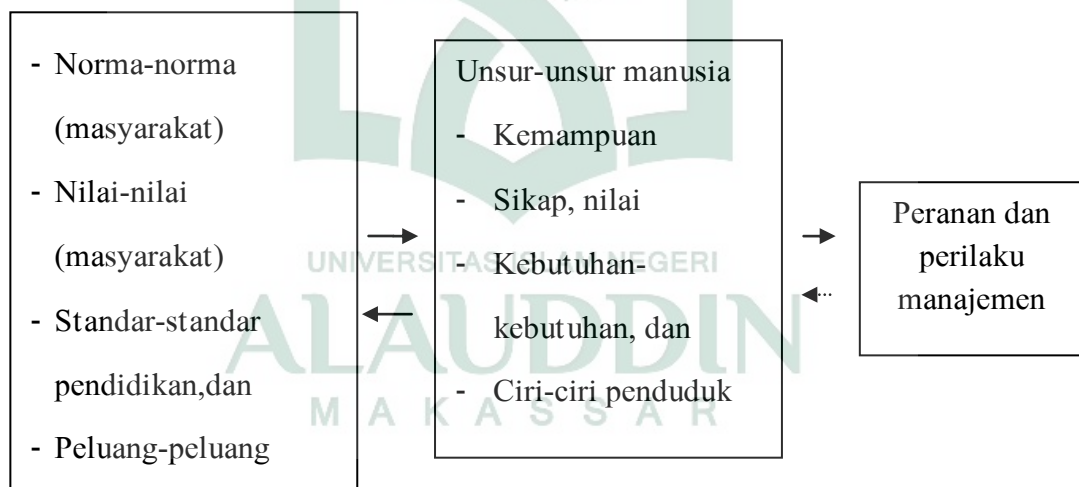 - Norma-norma
(masyarakat)
- Nilai-nilai
(masyarakat)
- Standar-standar
pendidikan,dan
- Peluang-peluang
Unsur-unsur manusia
- Kemampuan
- Sikap, nilai
- Kebutuhan-
kebutuhan, dan
- Ciri-ciri penduduk
Peranan dan
perilaku
manajemen
UNIVERSITAS ISLAM NEGERI
ALAUDDIN
MAKASSAR